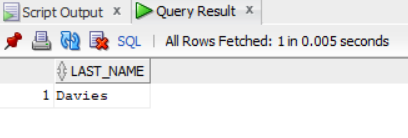 Script Output x Query Result x
SQL | All Rows Fetched: 1 in 0.005 seconds
LAST_NAME
1 Davies